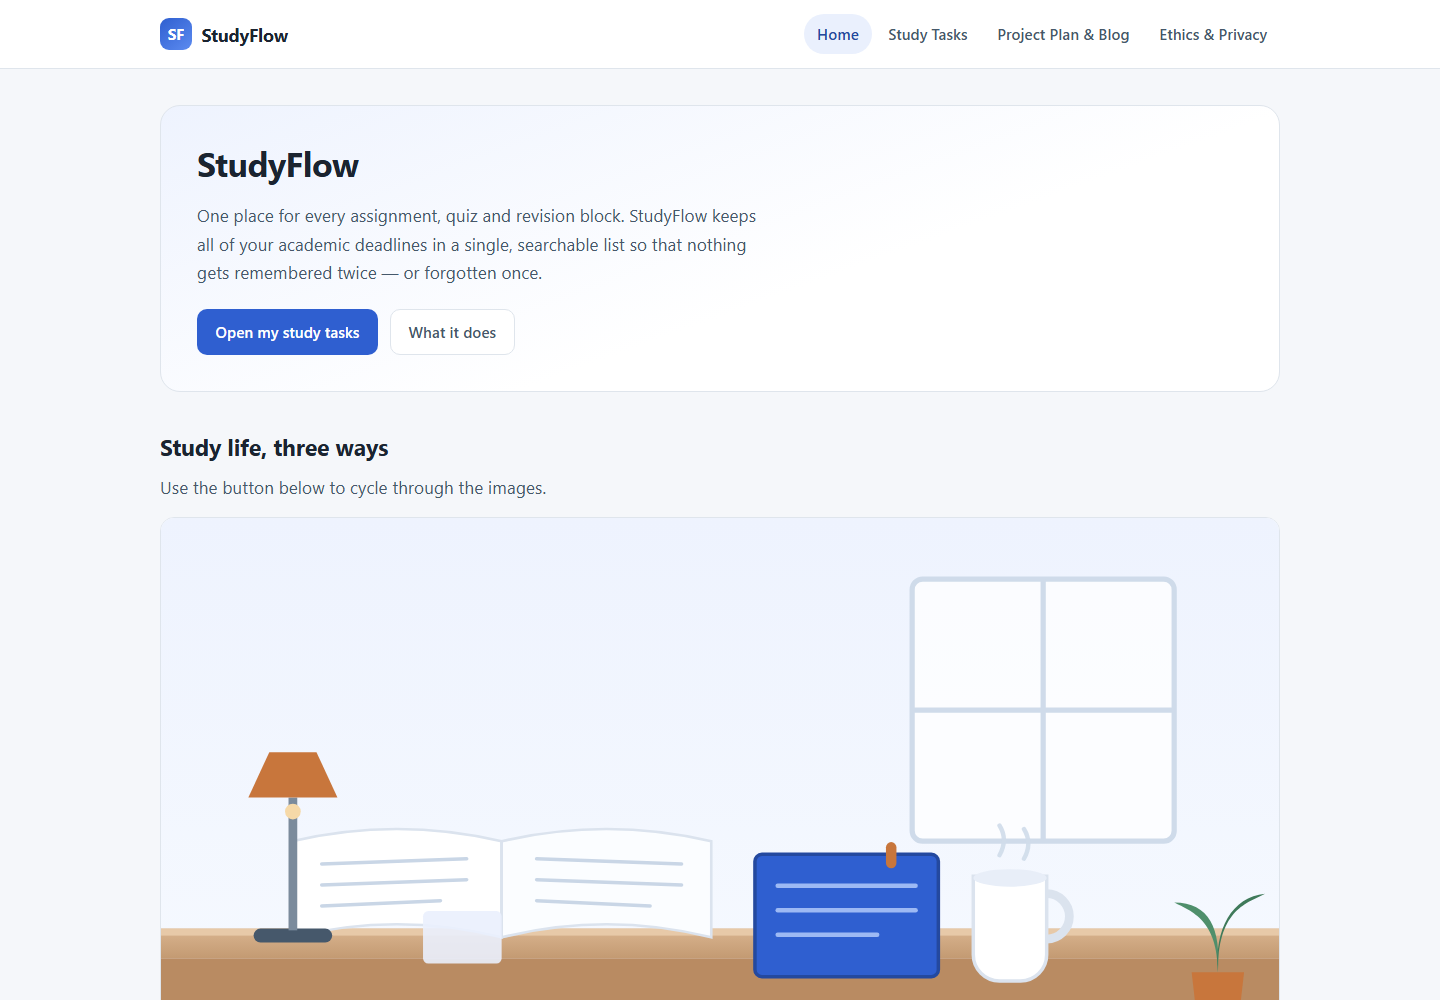 SF StudyFlow
Home Study Tasks Project Plan & Blog Ethics & Privacy
StudyFlow
One place for every assignment, quiz and revision block. StudyFlow keeps
all of your academic deadlines in a single, searchable list so that nothing
gets remembered twice — or forgotten once.
Open my study tasks What it does
Study life, three ways
Use the button below to cycle through the images.